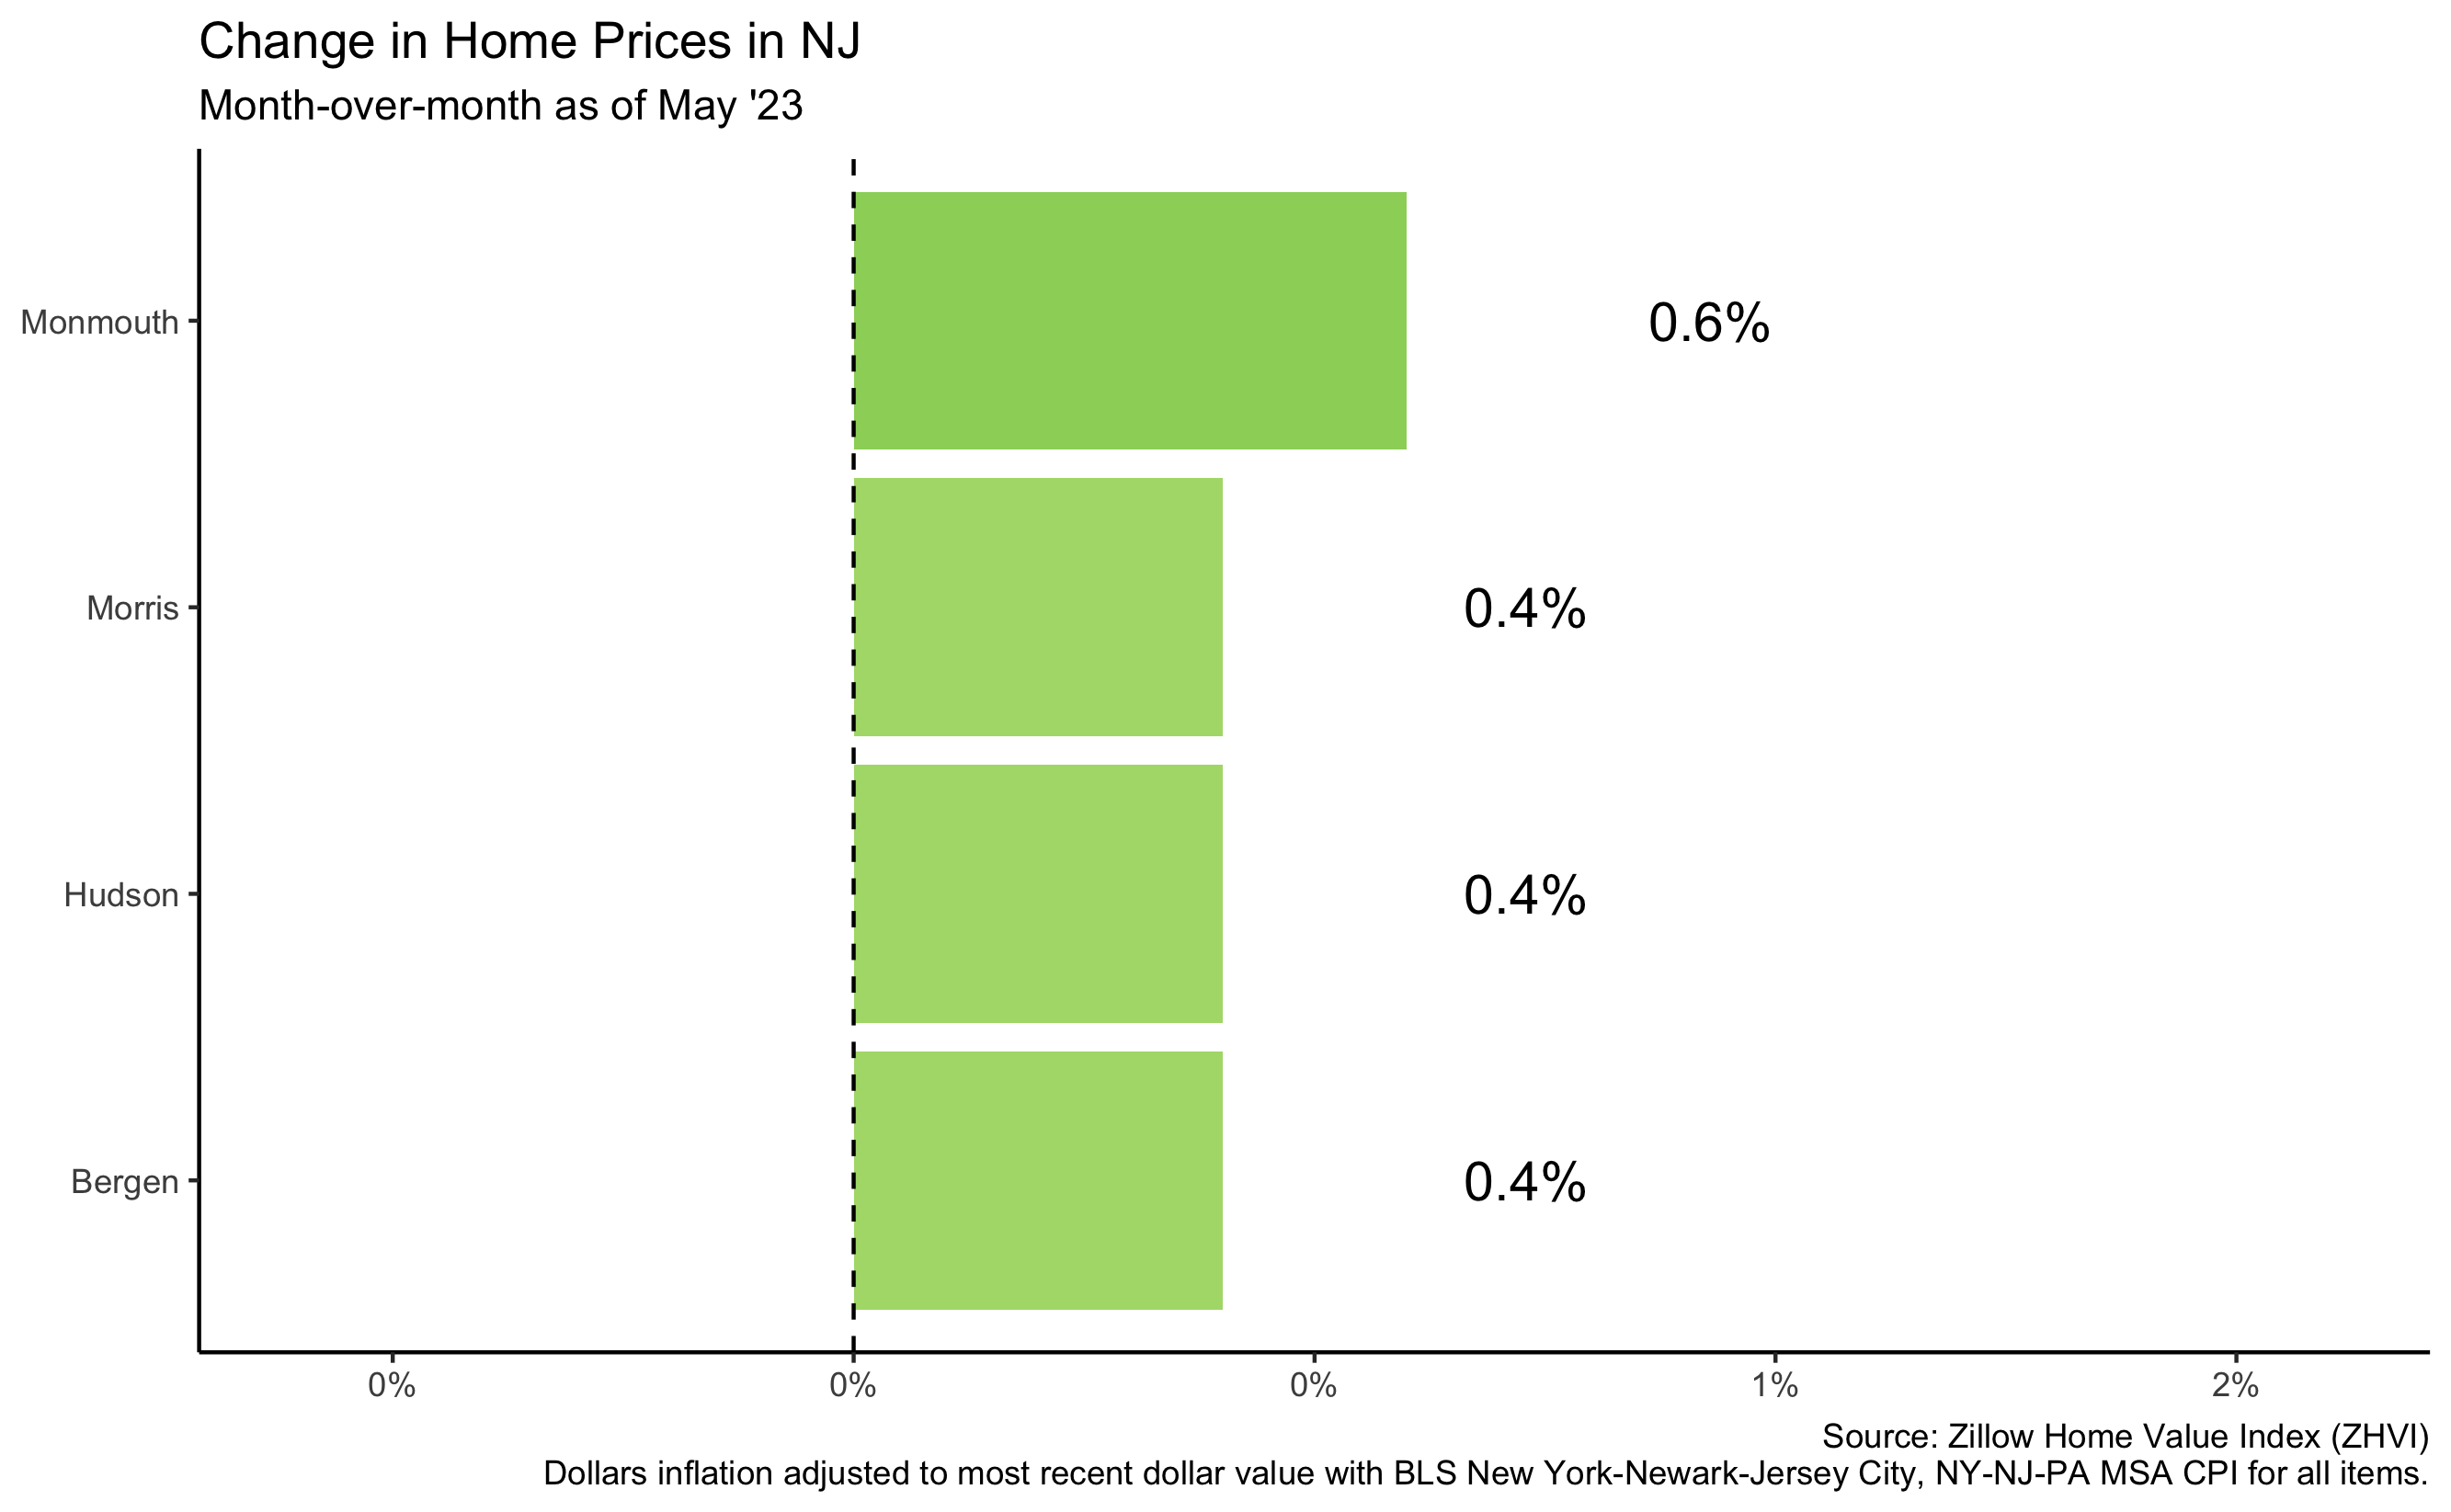 Change in Home Prices in NJ
Month-over-month as of May '23
Monmouth
0.6%
Morris
0.4%
Hudson
0.4%
Bergen
0.4%
0%
0%
0%
1%
2%
Source: Zillow Home Value Index (ZHVI)
Dollars inflation adjusted to most recent dollar value with BLS New York-Newark-Jersey City, NY-NJ-PA MSA CPI for all items.